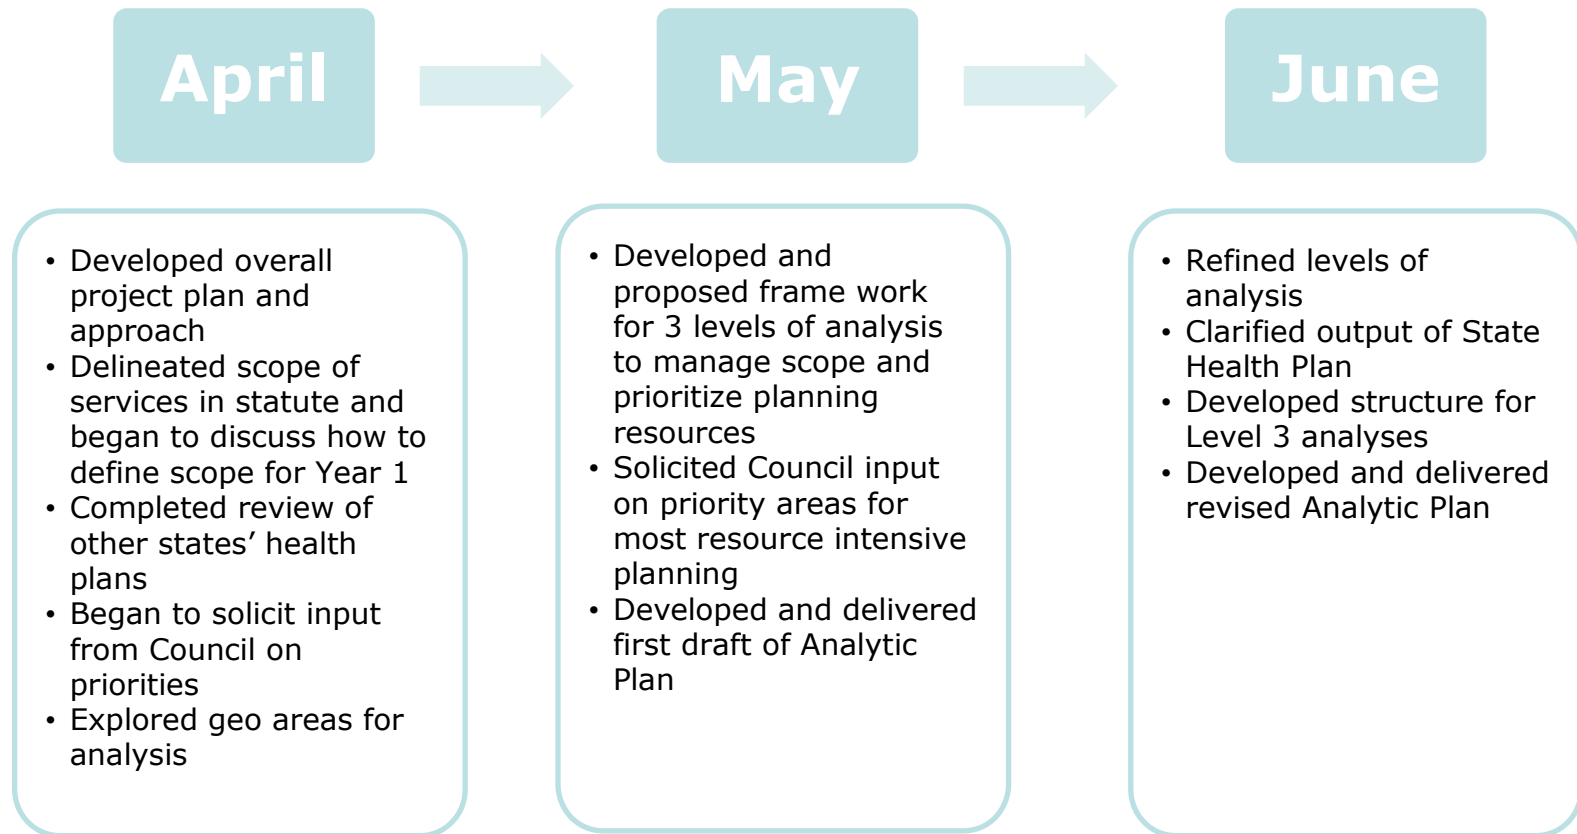 April
May
June
• Developed overall
project plan and
approach
• Delineated scope of
services in statute and
began to discuss how to
define scope for Year 1
• Completed review of
other states’ health
plans
• Began to solicit input
from Council on
priorities
• Explored geo areas for
analysis
• Developed and
proposed frame work
for 3 levels of analysis
to manage scope and
prioritize planning
resources
• Solicited Council input
on priority areas for
most resource intensive
planning
• Developed and delivered
first draft of Analytic
Plan
• Refined levels of
analysis
• Clarified output of State
Health Plan
• Developed structure for
Level 3 analyses
• Developed and delivered
revised Analytic Plan